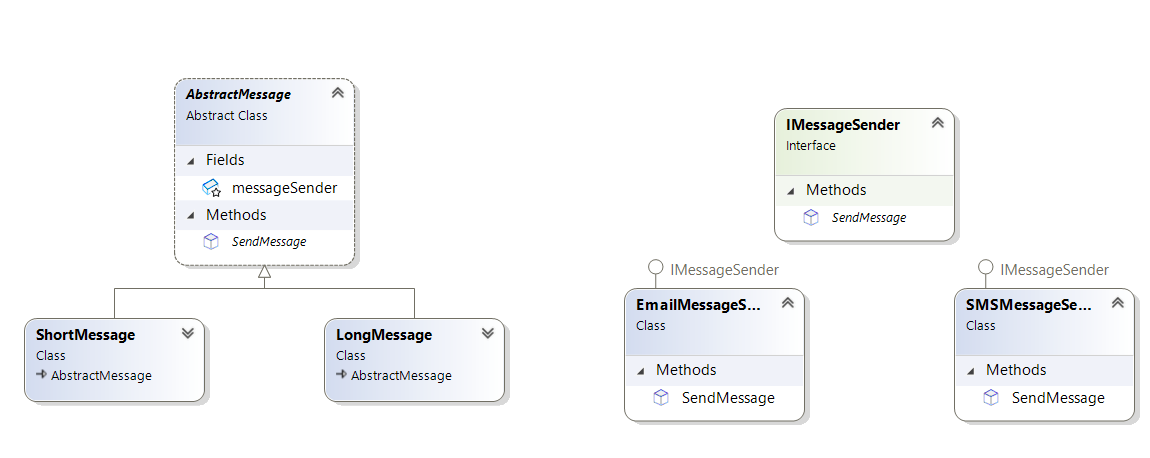 AbstractMessage
Abstract Class
Fields
messageSender
Methods
SendMessage
ShortMessage
Class
AbstractMessage
LongMessage
Class
AbstractMessage
IMessageSender
Interface
Methods
SendMessage
IMessageSender
EmailMessageS...
Class
Methods
SendMessage
IMessageSender
SMSMessageSe...
Class
Methods
SendMessage